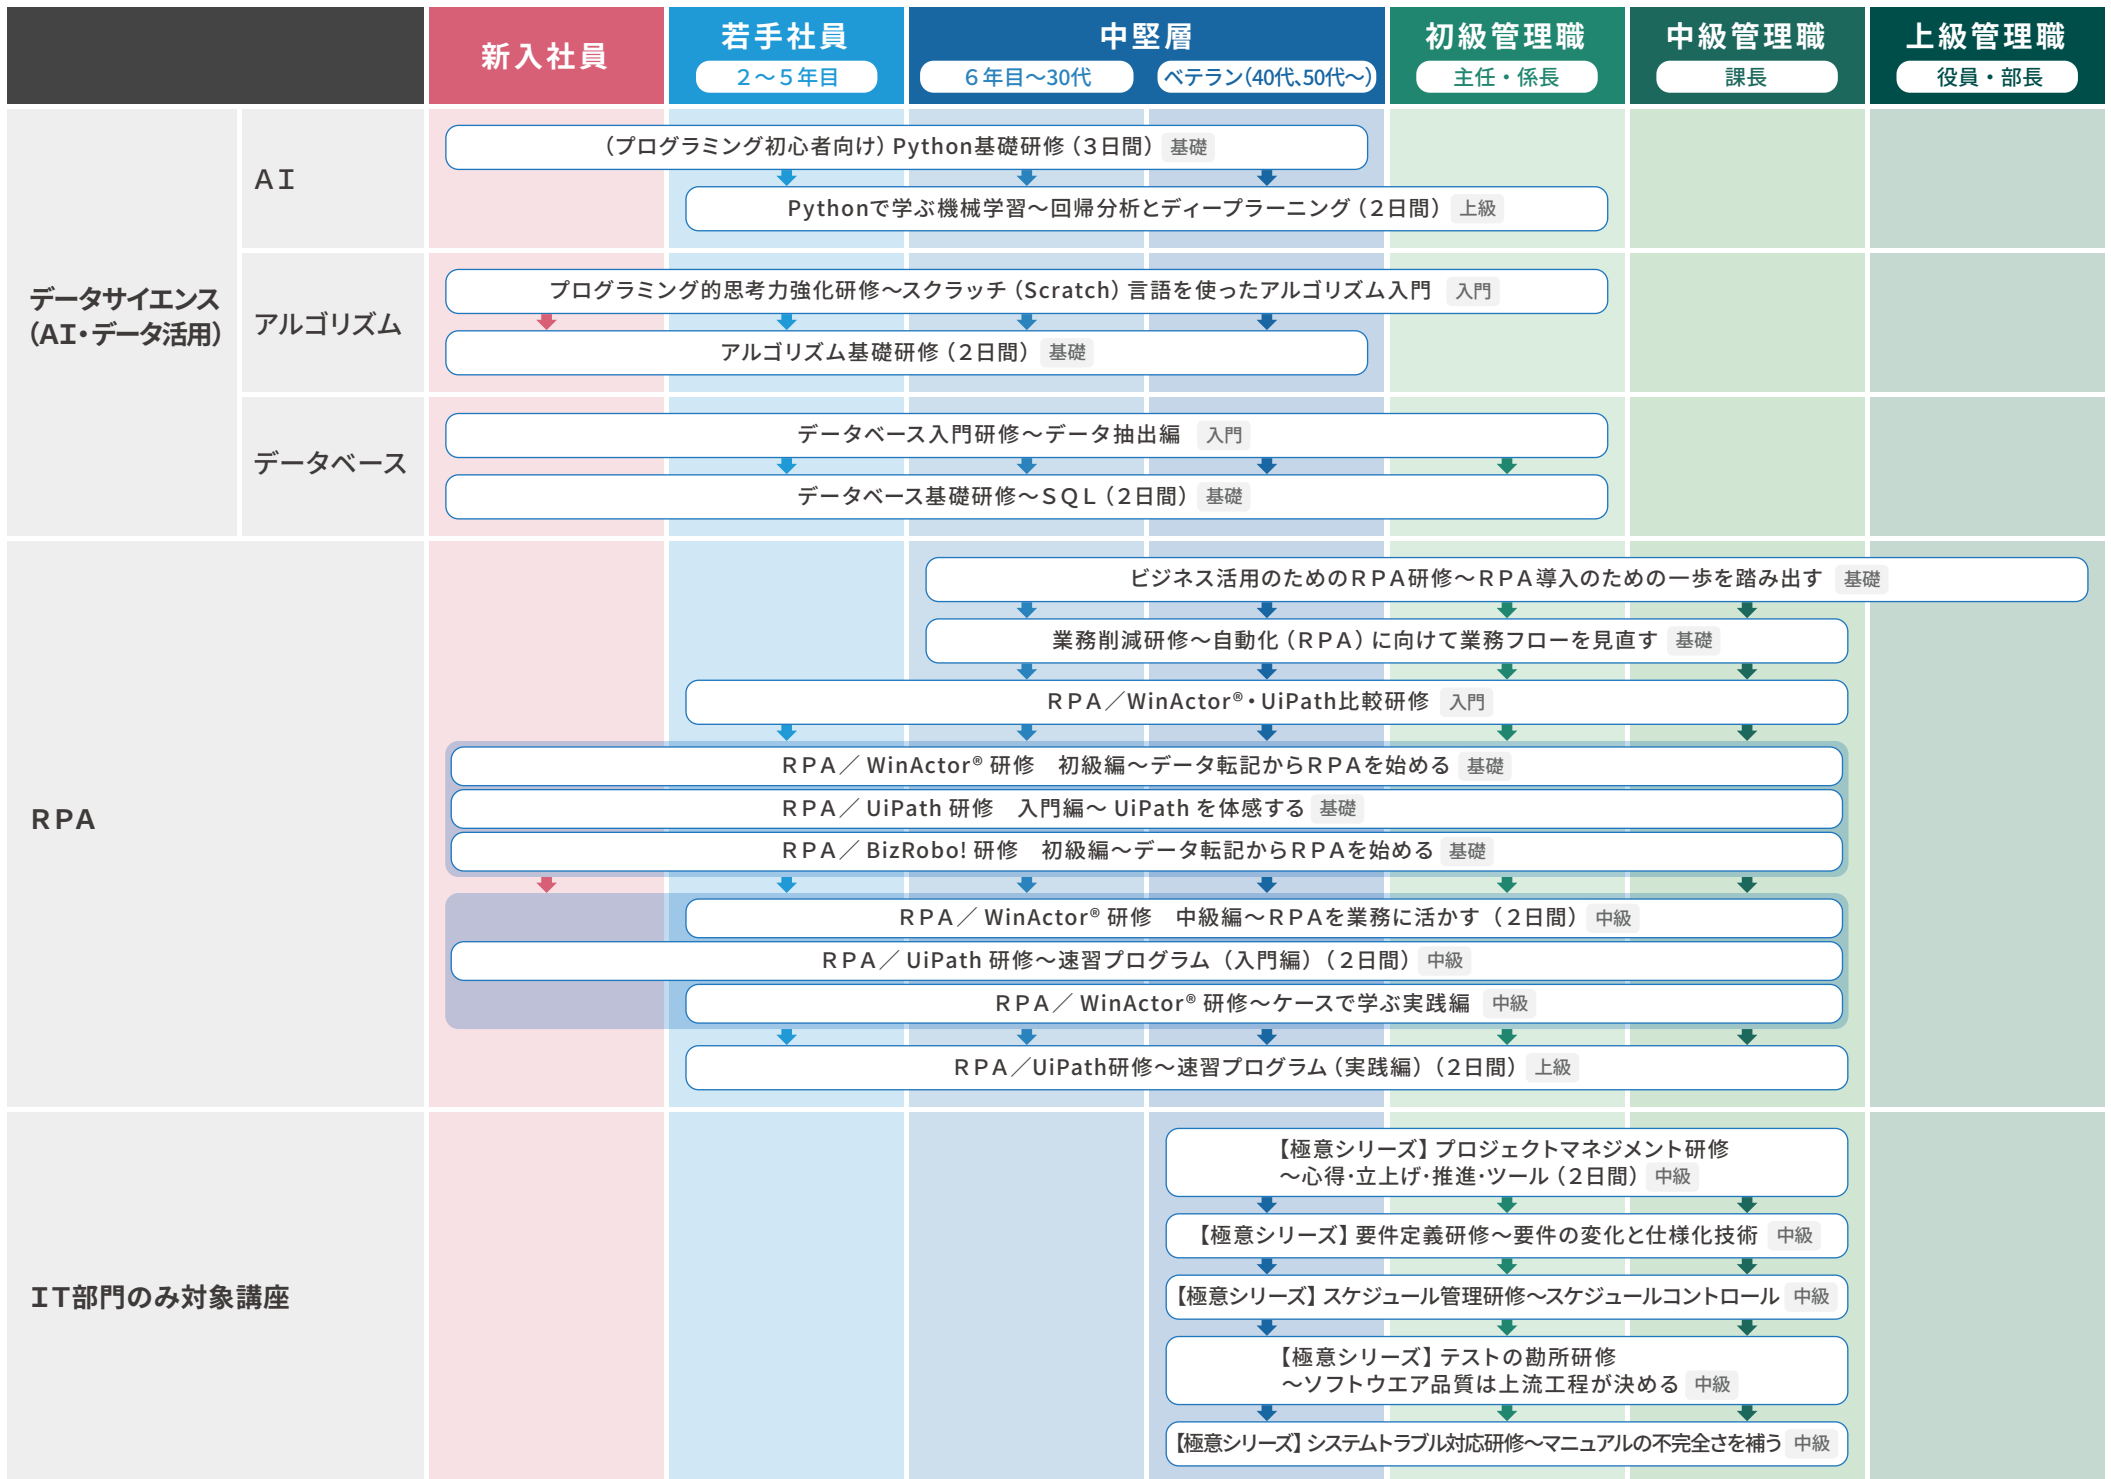 新入社員
若手社員
２～５年目
中堅層
６年目～30代
ベテラン（40代、50代～）
初級管理職
主任・係長
中級管理職
課長
上級管理職
役員・部長
データサイエンス
（ＡＩ・データ活用）
ＡＩ
（プログラミング初心者向け）Python基礎研修（３日間） 基礎
Pythonで学ぶ機械学習～回帰分析とディープラーニング（２日間） 上級
アルゴリズム
プログラミング的思考力強化研修～スクラッチ（Scratch）言語を使ったアルゴリズム入門 入門
アルゴリズム基礎研修（２日間） 基礎
データベース
データベース入門研修～データ抽出編 入門
データベース基礎研修～ＳＱＬ（２日間） 基礎
ＲＰＡ
ビジネス活用のためのＲＰＡ研修～ＲＰＡ導入のための一歩を踏み出す 基礎
業務削減研修～自動化（ＲＰＡ）に向けて業務フローを見直す 基礎
ＲＰＡ／WinActor®・UiPath比較研修 入門
ＲＰＡ／ WinActor® 研修　初級編～データ転記からＲＰＡを始める 基礎
ＲＰＡ／ UiPath 研修　入門編～ UiPath を体感する 基礎
ＲＰＡ／ BizRobo! 研修　初級編～データ転記からＲＰＡを始める 基礎
ＲＰＡ／ WinActor® 研修　中級編～ＲＰＡを業務に活かす（２日間） 中級
ＲＰＡ／ UiPath 研修～速習プログラム（入門編）（２日間） 中級
ＲＰＡ／ WinActor® 研修～ケースで学ぶ実践編 中級
ＲＰＡ／UiPath研修～速習プログラム（実践編）（２日間） 上級
ＩＴ部門のみ対象講座
【極意シリーズ】プロジェクトマネジメント研修
～心得・立上げ・推進・ツール（２日間） 中級
【極意シリーズ】要件定義研修～要件の変化と仕様化技術 中級
【極意シリーズ】スケジュール管理研修～スケジュールコントロール 中級
【極意シリーズ】テストの勘所研修
～ソフトウエア品質は上流工程が決める 中級
【極意シリーズ】システムトラブル対応研修～マニュアルの不完全さを補う 中級